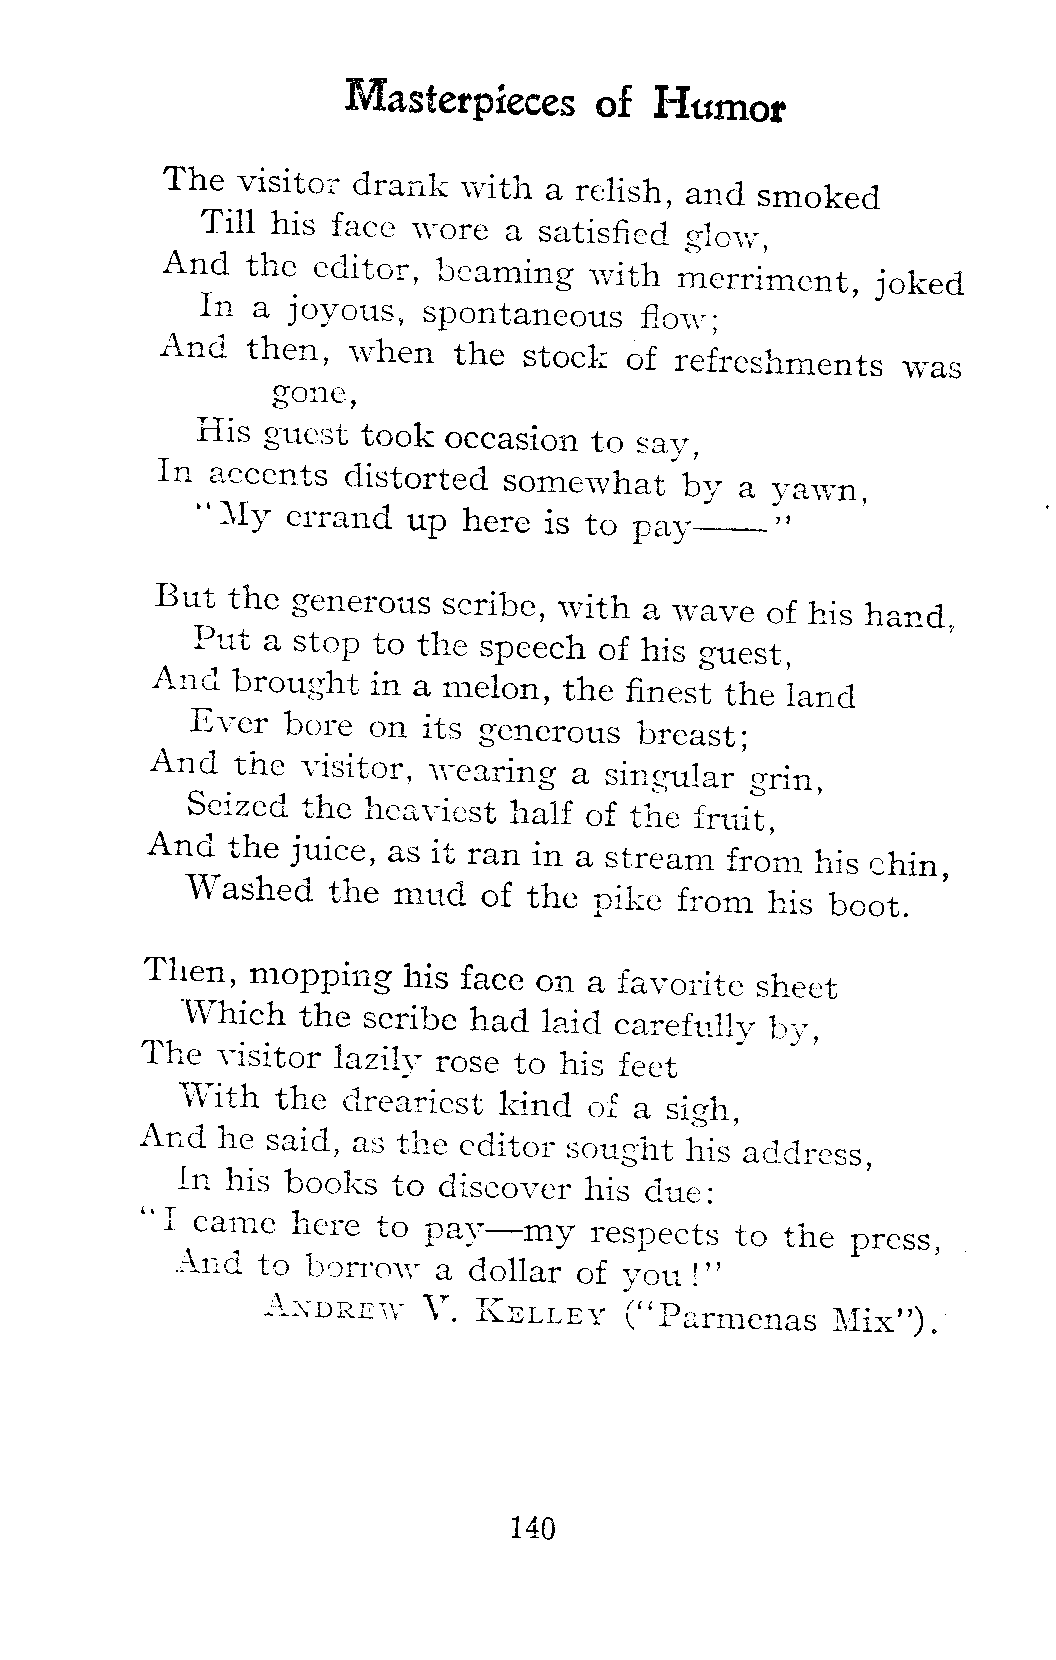 Masterpieces of Humor
The visitor drank with a relish, and smoked
Till his face wore a satisfied glow,
And the editor, beaming with merriment, joked
In a joyous, spontaneous flow;
And then, when the stock of refreshments was
gone,
His guest took occasion to say,
In accents distorted somewhat by a yawn,
"My errand up here is to pay——"
But the generous scribe, with a wave of his hand,
Put a stop to the speech of his guest,
And brought in a melon, the finest the land
Ever bore on its generous breast;
And the visitor, wearing a singular grin,
Seized the heaviest half of the fruit,
And the juice, as it ran in a stream from his chin,
Washed the mud of the pike from his boot.
Then, mopping his face on a favorite sheet
Which the scribe had laid carefully by,
The visitor lazily rose to his feet
With the dreariest kind of a sigh,
And he said, as the editor sought his address,
In his books to discover his due:
"I came here to pay—my respects to the press,
And to borrow a dollar of you!"
ANDREW V. KELLEY ("Parmenas Mix").
140